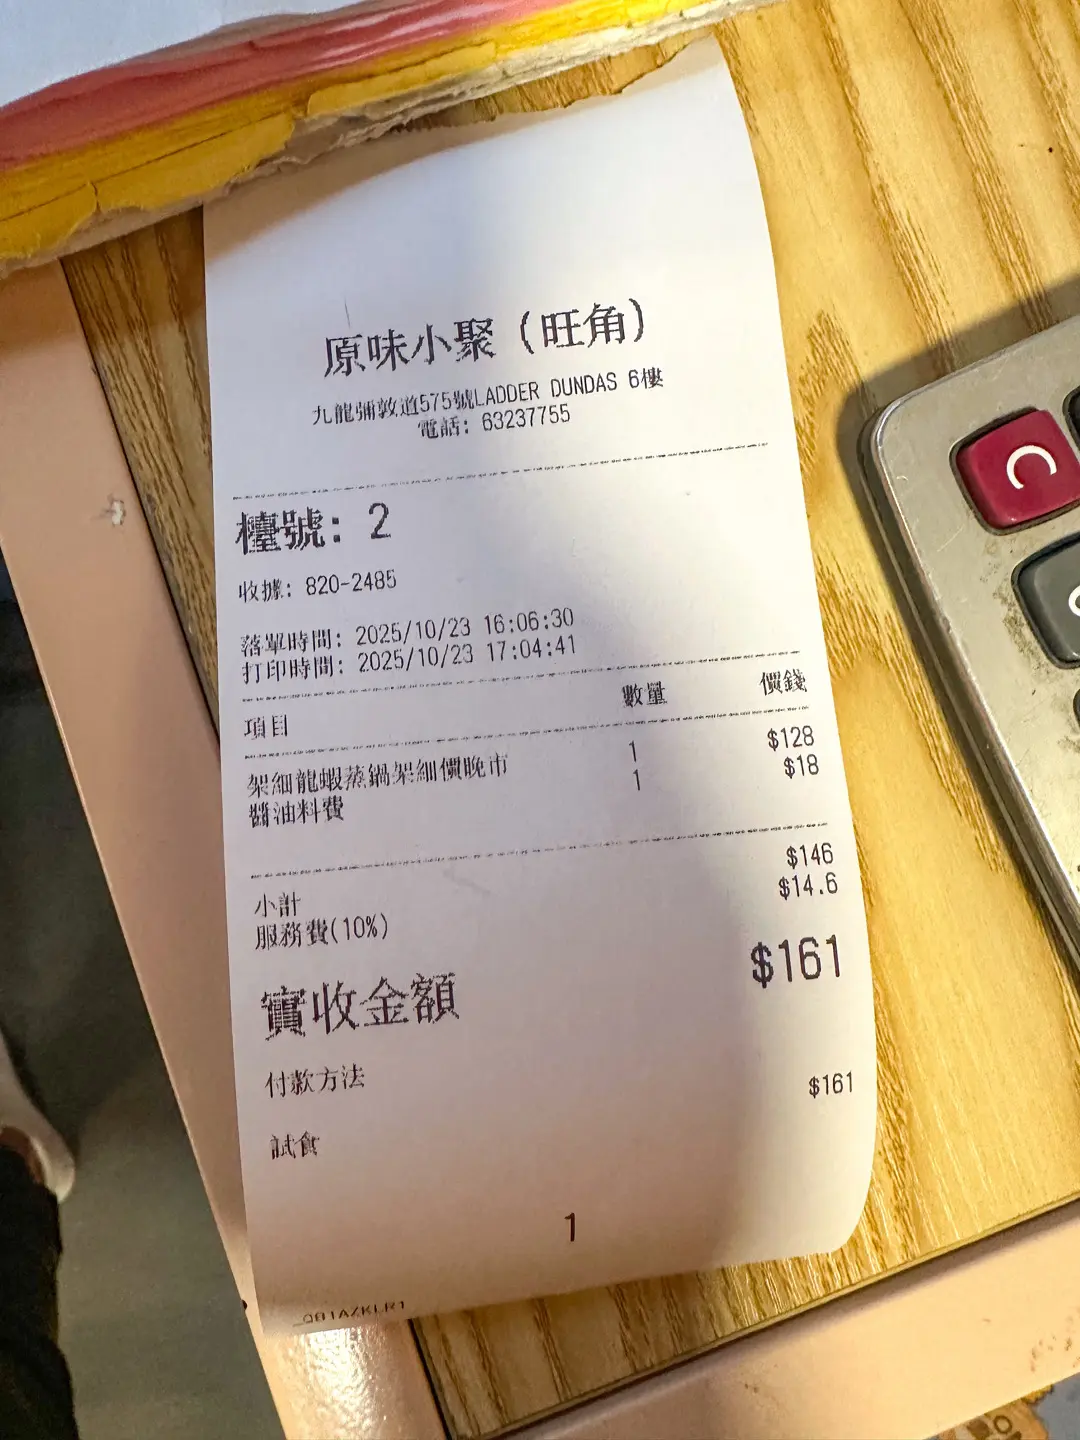 原味小聚（旺角）
九龍彌敦道575號LADDER DUNDAS 6樓
電話: 63237755
檯號: 2
收據: 820-2485
落單時間: 2025/10/23 16:06:30
打印時間: 2025/10/23 17:04:41
項目 數量 價錢
架細龍蝦蒸鍋架細價晚市 1 $128
醬油料費 1 $18
小計 $146
服務費(10%) $14.6
實收金額 $161
付款方法
試食 $161
1
C